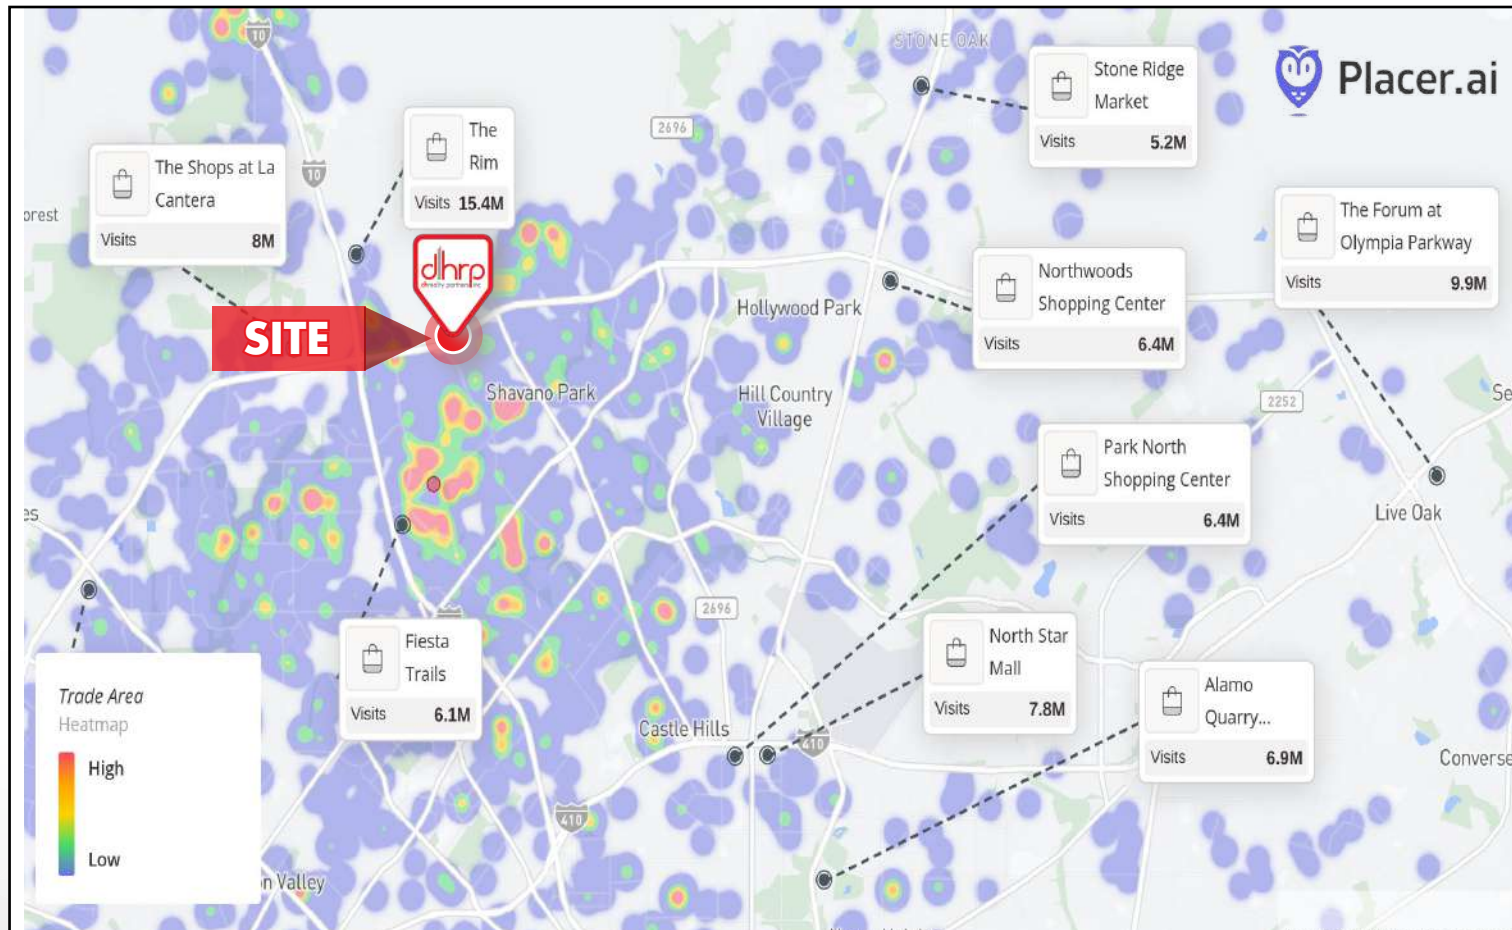 10
STONE OAK
Placer.ai
Stone Ridge
Market
Visits 5.2M
The
Rim
Visits 15.4M
2696
The Shops at La
Cantera
Visits 8M
10
orest
The Forum at
Olympia Parkway
Visits 9.9M
dhrp
Northwoods
Shopping Center
Visits 6.4M
Hollywood Park
SITE
Shavano Park
Hill Country
Village
2252
Se
Park North
Shopping Center
Visits 6.4M
es
Live Oak
2696
Fiesta
Trails
Visits 6.1M
North Star
Mall
Visits 7.8M
Alamo
Quarry...
Visits 6.9M
Trade Area
Heatmap
High
Low
Castle Hills
410
Converse
410
on Valley